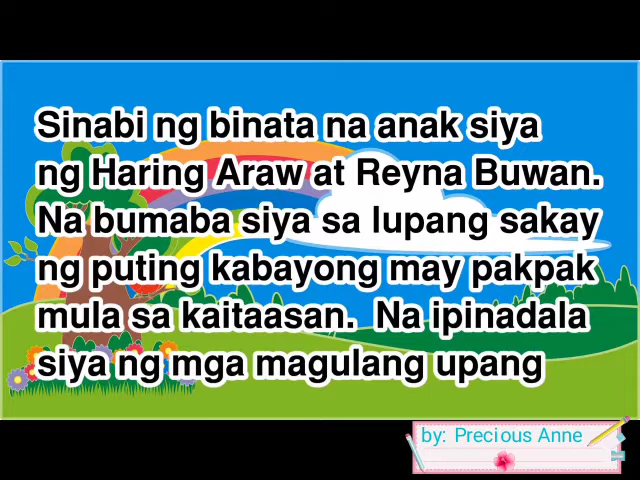 Sinabi ng binata na anak siya
ng Haring Araw at Reyna Buwan.
Na bumaba siya sa lupang sakay
ng puting kabayong may pakpak
mula sa kaitaasan.  Na ipinadala
siya ng mga magulang upang
by: Precious Anne